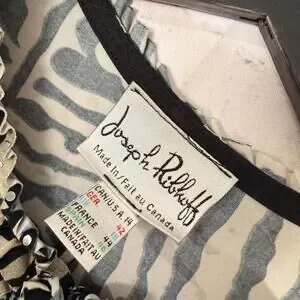 Joseph Ribkoff
Made in/Fait au Canada
CAN/U.S.A. 14
GER 42
FRANCE 44
MADE IN/FAIT AU
CANADA